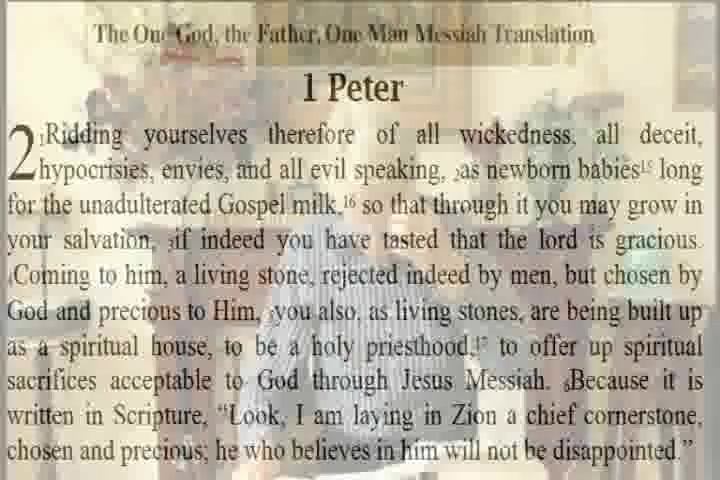 The One God, the Father, One Man Messiah Translation
1 Peter
2 1Ridding yourselves therefore of all wickedness, all deceit,
hypocrisies, envies, and all evil speaking, 2as newborn babies15 long
for the unadulterated Gospel milk,16 so that through it you may grow in
your salvation, 3if indeed you have tasted that the lord is gracious.
4Coming to him, a living stone, rejected indeed by men, but chosen by
God and precious to Him, 5you also, as living stones, are being built up
as a spiritual house, to be a holy priesthood,17 to offer up spiritual
sacrifices acceptable to God through Jesus Messiah. 6Because it is
written in Scripture, “Look, I am laying in Zion a chief cornerstone,
chosen and precious; he who believes in him will not be disappointed.”